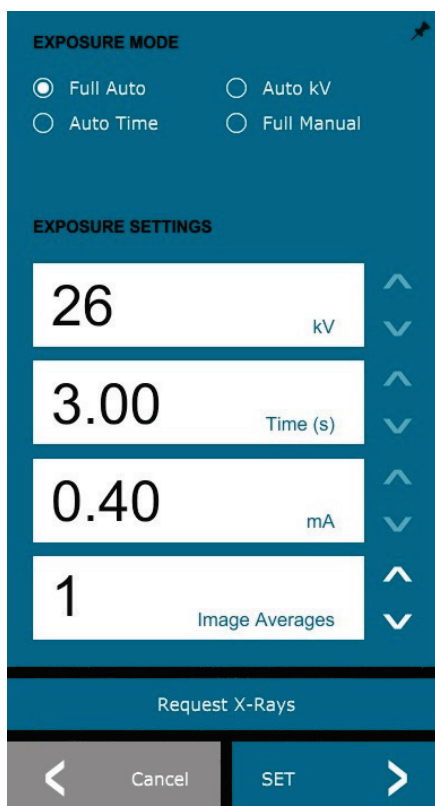 EXPOSURE MODE
Full Auto Auto kV
Auto Time Full Manual
EXPOSURE SETTINGS
26 kV
3.00 Time (s)
0.40 mA
1 Image Averages
Request X-Rays
Cancel SET